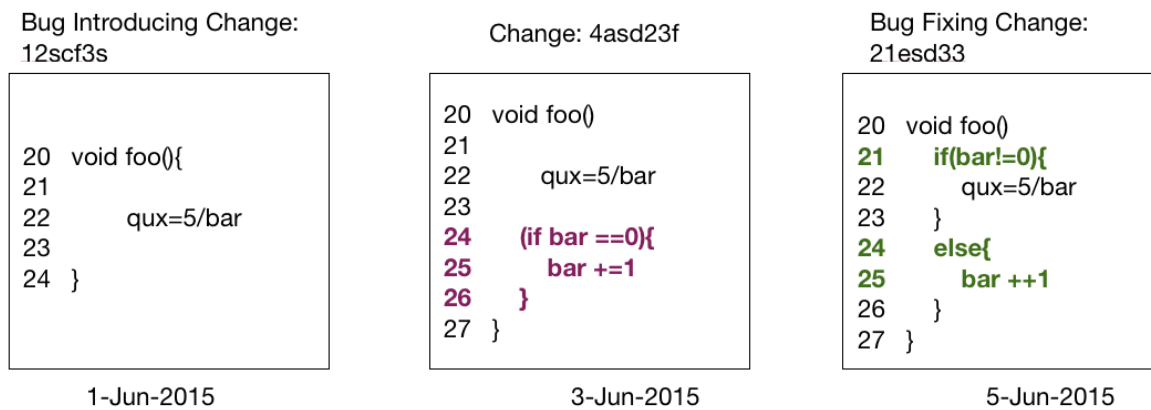 Bug Introducing Change:
12scf3s
20 void foo(){
21
22 qux=5/bar
23
24 }
1-Jun-2015
Change: 4asd23f
20 void foo()
21
22 qux=5/bar
23
24 (if bar ==0){
25 bar +=1
26 }
27 }
3-Jun-2015
Bug Fixing Change:
21esd33
20 void foo()
21 if(bar!=0){
22 qux=5/bar
23 }
24 else{
25 bar ++1
26 }
27 }
5-Jun-2015